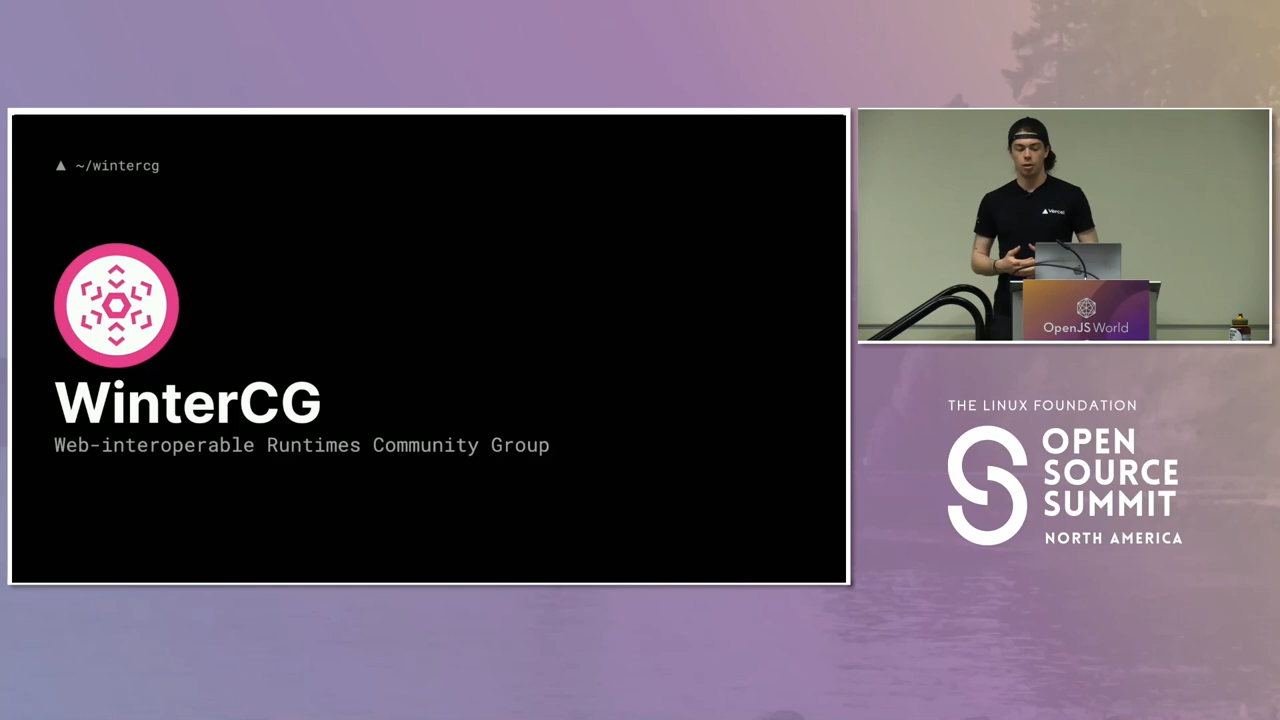 ▲ ~/wintercg
WinterCG
Web-interoperable Runtimes Community Group
Vercel
OpenJS World
THE LINUX FOUNDATION
OPEN
SOURCE
SUMMIT
NORTH AMERICA